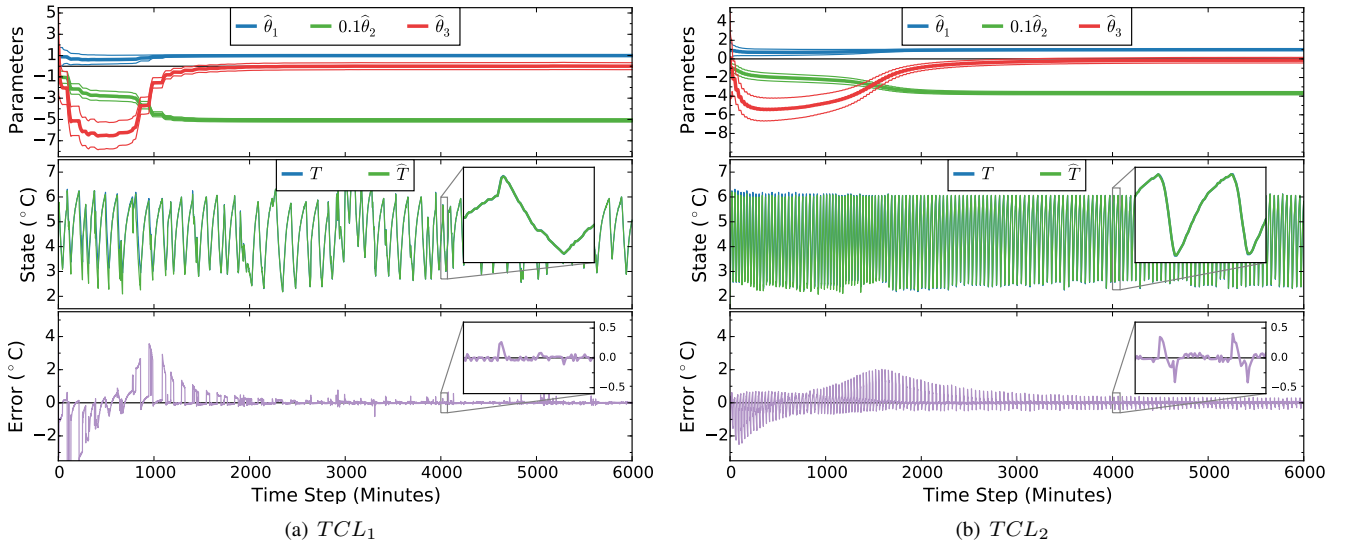 θ̂₁ 0.1θ̂₂ θ̂₃
Parameters
5
3
1
−1
−3
−5
−7
T T̂
State (°C)
7
6
5
4
3
2
0.5
0.0
−0.5
Error (°C)
4
2
0
−2
0 1000 2000 3000 4000 5000 6000
Time Step (Minutes)
(a) TCL₁
θ̂₁ 0.1θ̂₂ θ̂₃
Parameters
4
2
0
−2
−4
−6
−8
T T̂
State (°C)
7
6
5
4
3
2
0.5
0.0
−0.5
Error (°C)
4
2
0
−2
0 1000 2000 3000 4000 5000 6000
Time Step (Minutes)
(b) TCL₂